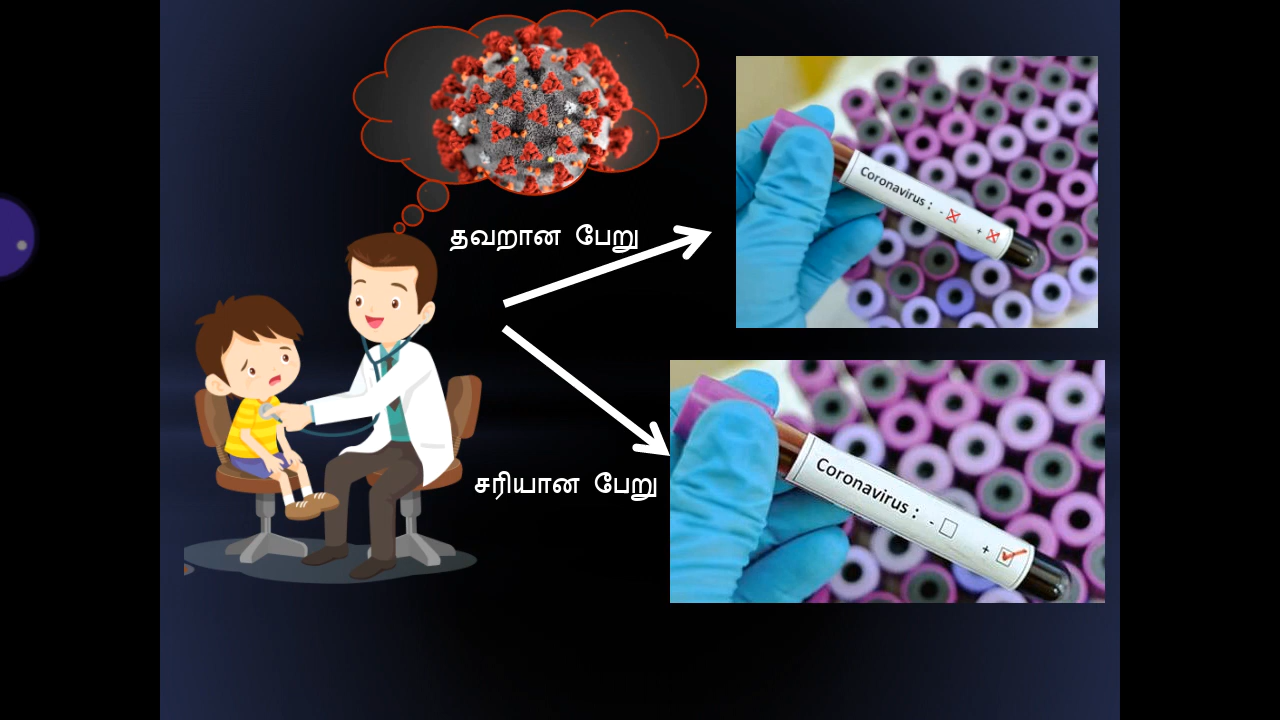 தவறான பேறு
Coronavirus : - ☒ + ☒
சரியான பேறு
Coronavirus : - ☐ + ☑